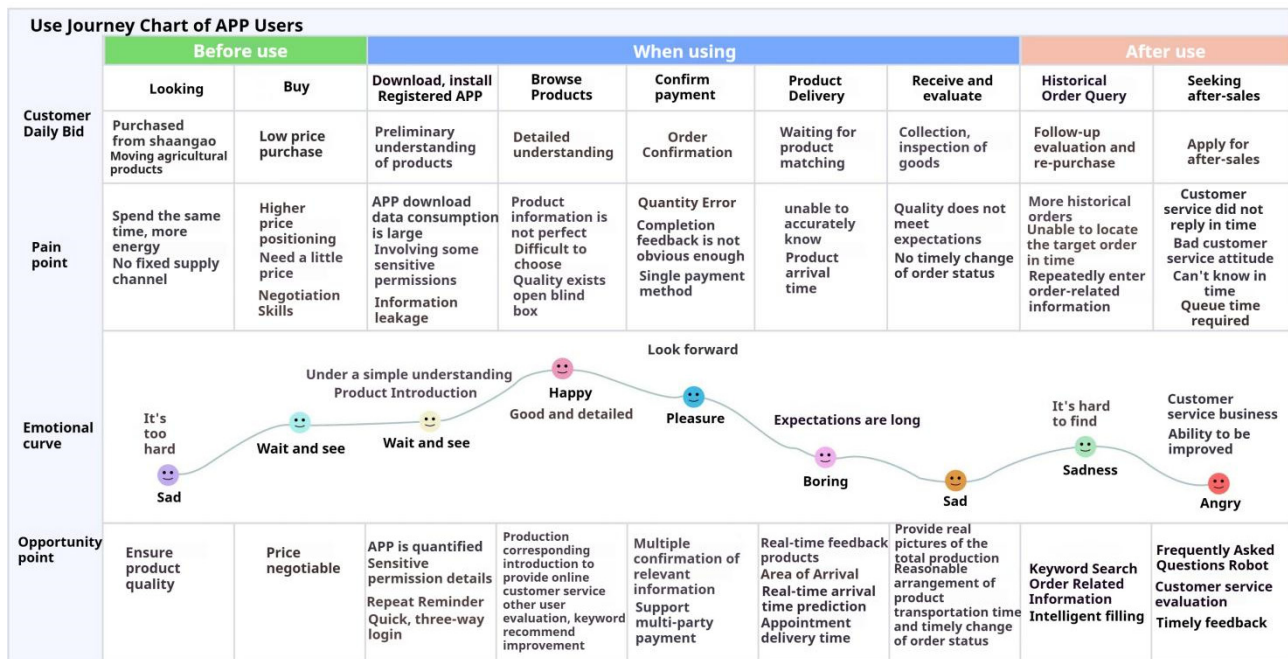 Use Journey Chart of APP Users
Before use
When using
After use
Customer
Daily Bid
Looking
Buy
Download, install
Registered APP
Browse
Products
Confirm
payment
Product
Delivery
Receive and
evaluate
Historical
Order Query
Seeking
after-sales
Purchased
from shaangao
Moving agricultural
products
Low price
purchase
Preliminary
understanding
of products
Detailed
understanding
Order
Confirmation
Waiting for
product
matching
Collection,
inspection of
goods
Follow-up
evaluation and
re-purchase
Apply for
after-sales
Pain
point
Spend the same
time, more
energy
No fixed supply
channel
Higher
price
positioning
Need a little
price
Negotiation
Skills
APP download
data consumption
is large
Involving some
sensitive
permissions
Information
leakage
Product
information is
not perfect
Difficult to
choose
Quality exists
open blind
box
Quantity Error
Completion
feedback is not
obvious enough
Single payment
method
unable to
accurately
know
Product
arrival
time
Quality does not
meet
expectations
No timely change
of order status
More historical
orders
Unable to locate
the target order
in time
Repeatedly enter
order-related
information
Customer
service did not
reply in time
Bad customer
service attitude
Can't know in
time
Queue time
required
Emotional
curve
It's
too
hard
Sad
Wait and see
Under a simple understanding
Product Introduction
Wait and see
Happy
Good and detailed
Look forward
Pleasure
Expectations are long
Boring
Sad
It's hard
to find
Sadness
Customer
service business
Ability to be
improved
Angry
Opportunity
point
Ensure
product
quality
Price
negotiable
APP is quantified
Sensitive
permission details
Repeat Reminder
Quick, three-way
login
Production
corresponding
introduction to
provide online
customer service
other user
evaluation, keyword
recommend
improvement
Multiple
confirmation of
relevant
information
Support
multi-party
payment
Real-time feedback
products
Area of Arrival
Real-time arrival
time prediction
Appointment
delivery time
Provide real
pictures of the
total production
Reasonable
arrangement of
product
transportation time
and timely change
of order status
Keyword Search
Order Related
Information
Intelligent filling
Frequently Asked
Questions Robot
Customer service
evaluation
Timely feedback